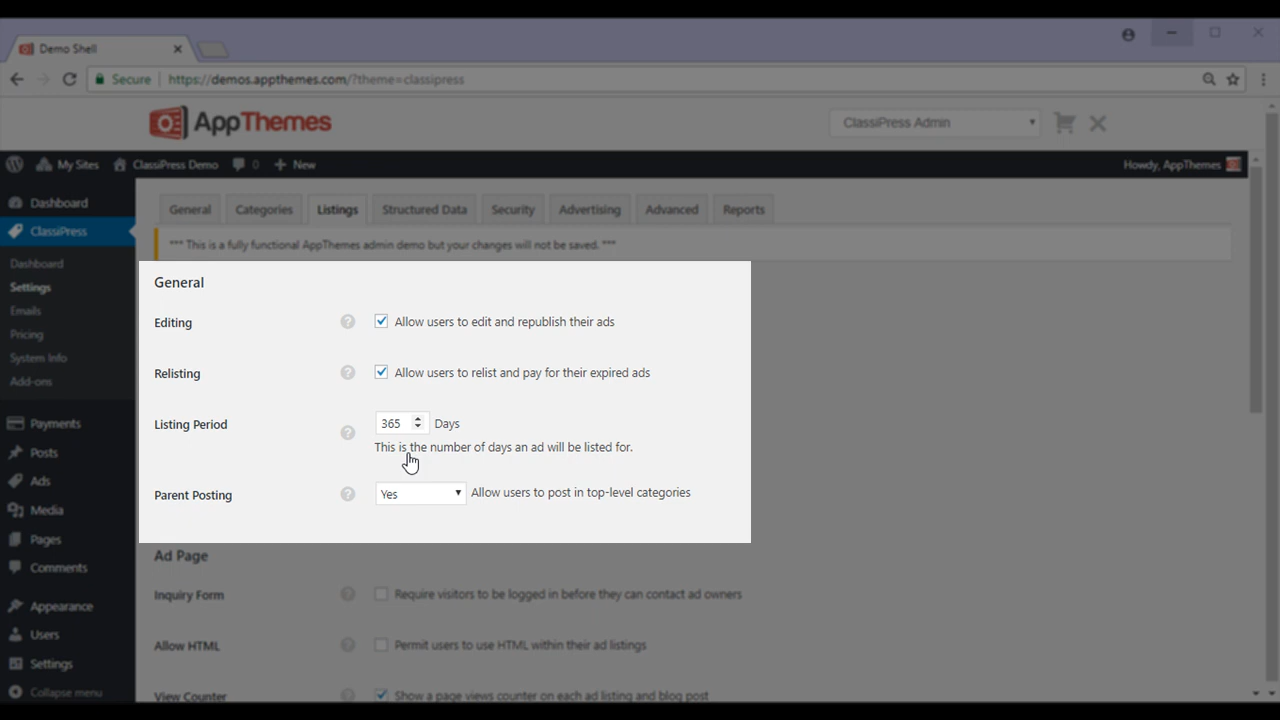 Demo Shell
Secure https://demos.appthemes.com/?theme=classipress
AppThemes
ClassiPress Admin
My Sites ClassiPress Demo 0 New Howdy, AppThemes
Dashboard
ClassiPress
Dashboard
Settings
Emails
Pricing
System Info
Add-ons
Payments
Posts
Ads
Media
Pages
Comments
Appearance
Users
Settings
Collapse menu
General Categories Listings Structured Data Security Advertising Advanced Reports
*** This is a fully functional AppThemes admin demo but your changes will not be saved. ***
General
Editing ? Allow users to edit and republish their ads
Relisting ? Allow users to relist and pay for their expired ads
Listing Period ? 365 Days
This is the number of days an ad will be listed for.
Parent Posting ? Yes Allow users to post in top-level categories
Ad Page
Inquiry Form ? Require visitors to be logged in before they can contact ad owners
Allow HTML ? Permit users to use HTML within their ad listings
View Counter ? Show a page views counter on each ad listing and blog post